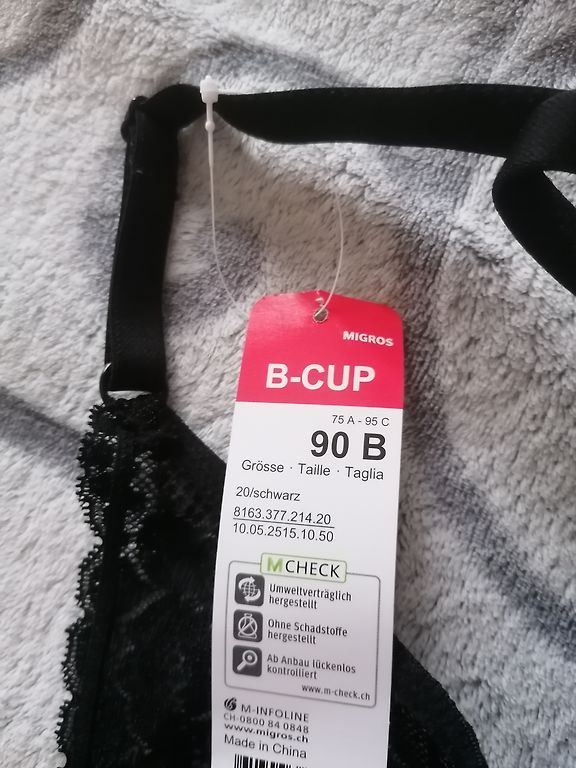 MIGROS
B-CUP
75 A - 95 C
90 B
Grösse · Taille · Taglia
20/schwarz
8163.377.214.20
10.05.2515.10.50
M CHECK
Umweltverträglich
hergestellt
Ohne Schadstoffe
hergestellt
Ab Anbau lückenlos
kontrolliert
www.m-check.ch
M-INFOLINE
CH-0800 84 0848
www.migros.ch
Made in China